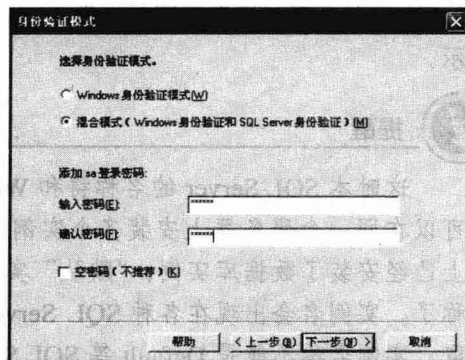 身份验证模式
选择身份验证模式。
Windows 身份验证模式(W)
混合模式(Windows 身份验证和 SQL Server 身份验证)(M)
添加 sa 登录密码:
输入密码(E): ******
确认密码(F): ******
空密码(不推荐)(K)
帮助 <上一步(B) 下一步(N)> 取消